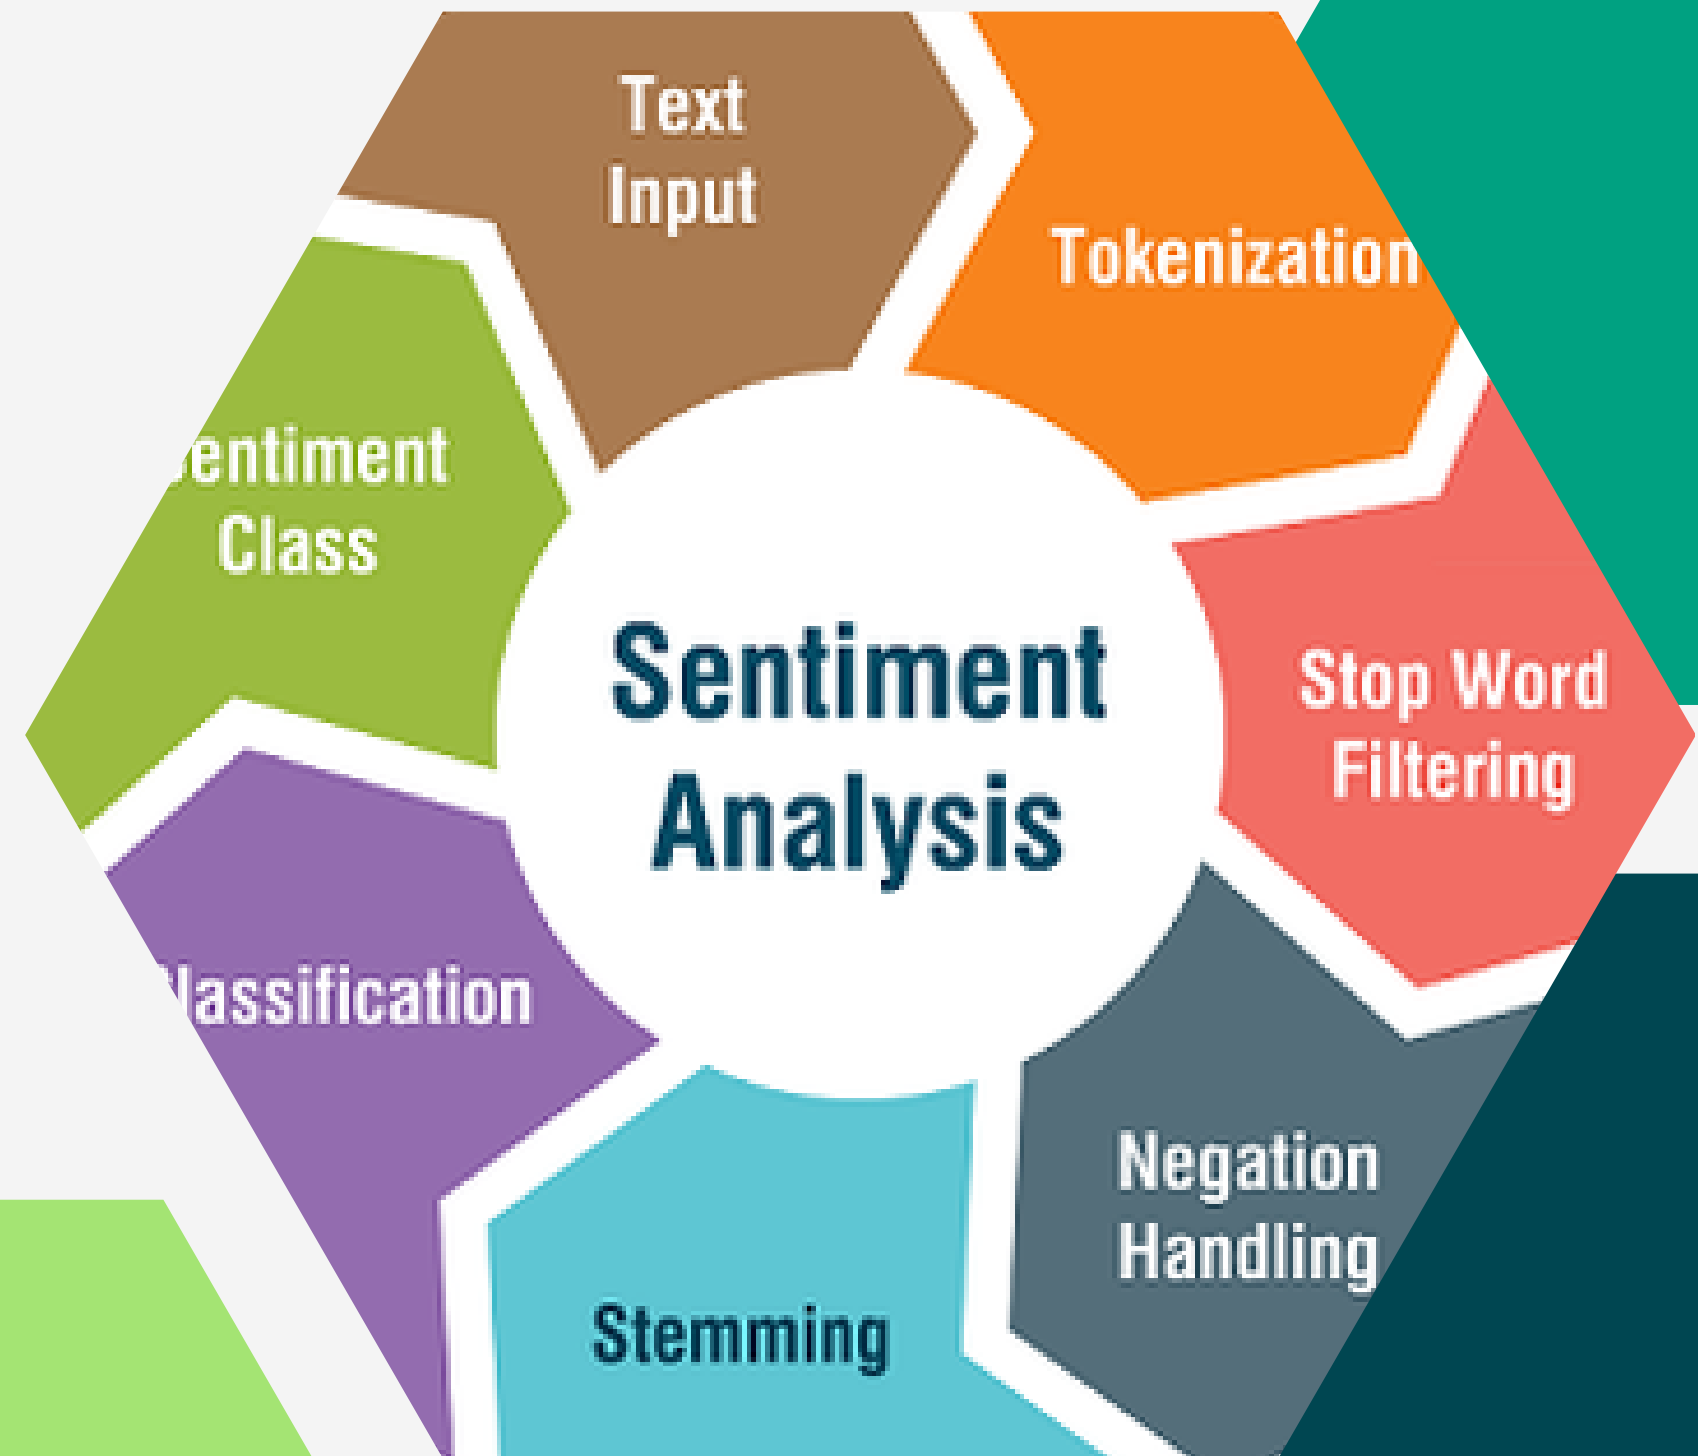 Text
Input
Tokenization
Stop Word
Filtering
Negation
Handling
Stemming
lassification
entiment
Class
Sentiment
Analysis